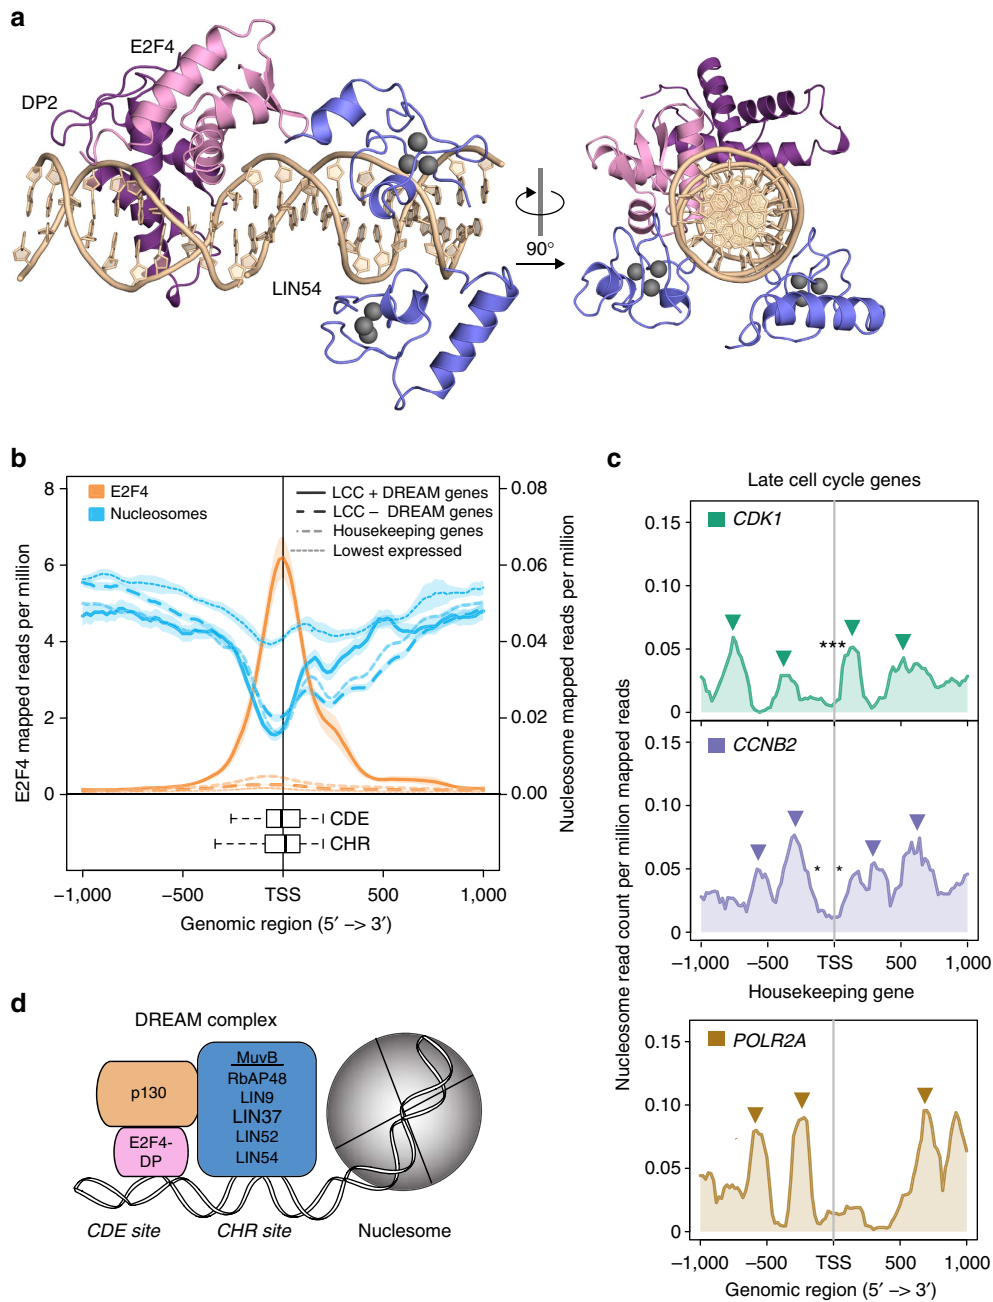 a
E2F4
DP2
LIN54
90°
b
E2F4 mapped reads per million
8
6
4
2
0
E2F4
Nucleosomes
LCC + DREAM genes
LCC – DREAM genes
Housekeeping genes
Lowest expressed
0.08
0.06
0.04
0.02
0.00
Nucleosome mapped reads per million
CDE
CHR
–1,000
–500
TSS
500
1,000
Genomic region (5′ –> 3′)
c
Late cell cycle genes
Nucleosome read count per million mapped reads
CDK1
0.15
0.10
0.05
0
***
CCNB2
0.15
0.10
0.05
0
* *
–1,000
–500
TSS
500
1,000
Housekeeping gene
POLR2A
0.15
0.10
0.05
0
–1,000
–500
TSS
500
1,000
Genomic region (5′ –> 3′)
d
DREAM complex
p130
E2F4-
DP
MuvB
RbAP48
LIN9
LIN37
LIN52
LIN54
CDE site
CHR site
Nuclesome